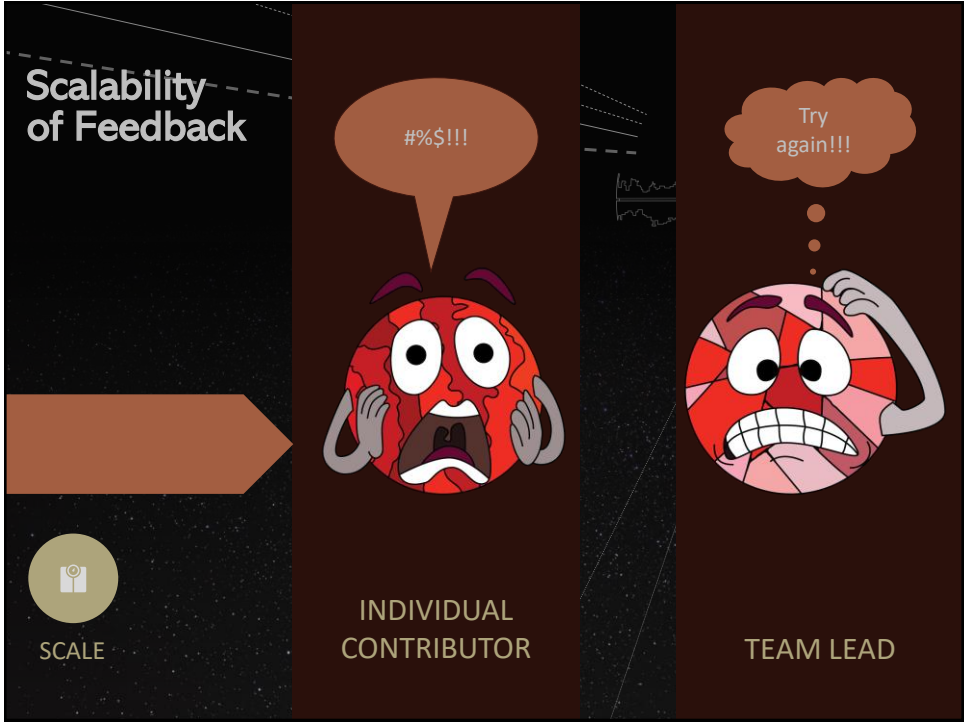 Scalability
of Feedback
#%$!!!
Try
again!!!
SCALE
INDIVIDUAL
CONTRIBUTOR
TEAM LEAD